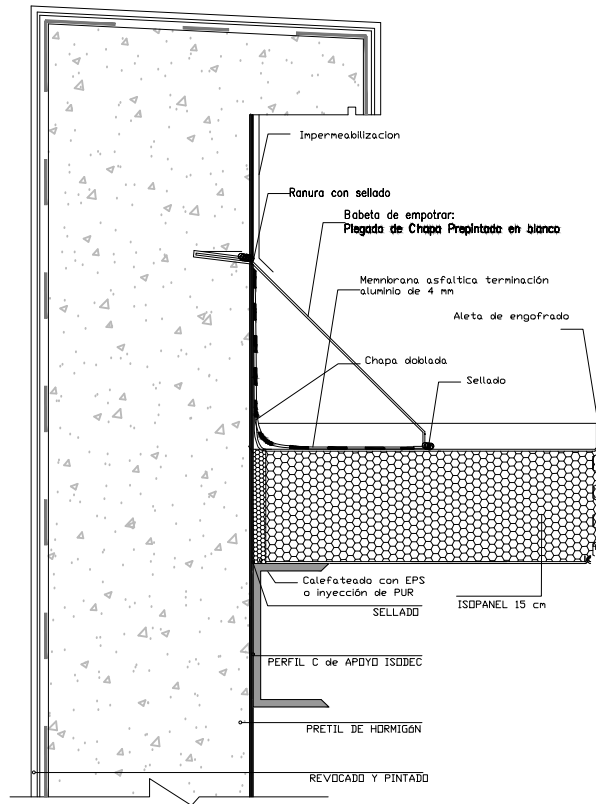 Impermeabilizacion
Ranura con sellado
Babeta de empotrar:
Plegada de Chapa Prepintada en blanco
Memnbrana asfaltica terminación
aluminio de 4 mm
Aleta de engofrado
Chapa doblada
Sellado
Calefateado con EPS
o inyección de PUR
SELLADO
ISOPANEL 15 cm
PERFIL C de APOYO ISODEC
PRETIL DE HORMIGóN
REVOCADO Y PINTADO